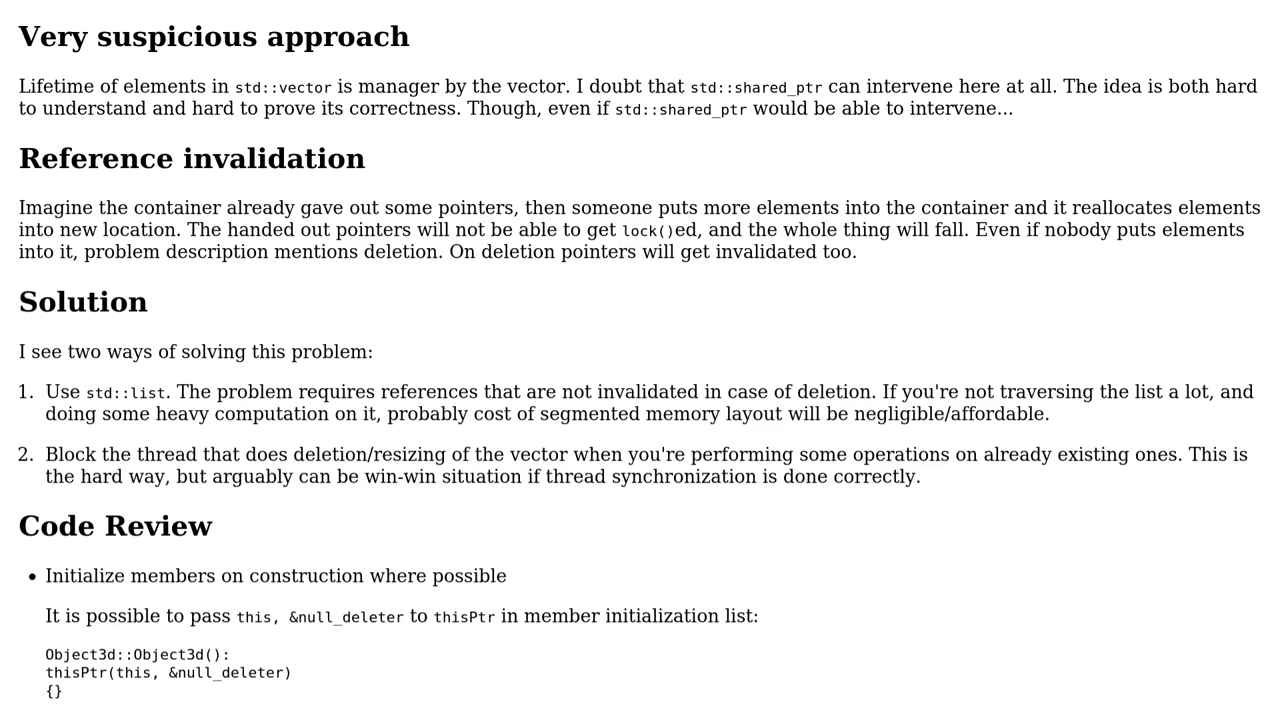 Very suspicious approach
Lifetime of elements in std::vector is manager by the vector. I doubt that std::shared_ptr can intervene here at all. The idea is both hard
to understand and hard to prove its correctness. Though, even if std::shared_ptr would be able to intervene...
Reference invalidation
Imagine the container already gave out some pointers, then someone puts more elements into the container and it reallocates elements
into new location. The handed out pointers will not be able to get lock()ed, and the whole thing will fall. Even if nobody puts elements
into it, problem description mentions deletion. On deletion pointers will get invalidated too.
Solution
I see two ways of solving this problem:
1. Use std::list. The problem requires references that are not invalidated in case of deletion. If you're not traversing the list a lot, and
doing some heavy computation on it, probably cost of segmented memory layout will be negligible/affordable.
2. Block the thread that does deletion/resizing of the vector when you're performing some operations on already existing ones. This is
the hard way, but arguably can be win-win situation if thread synchronization is done correctly.
Code Review
• Initialize members on construction where possible
It is possible to pass this, &null_deleter to thisPtr in member initialization list:
Object3d::Object3d():
thisPtr(this, &null_deleter)
{}